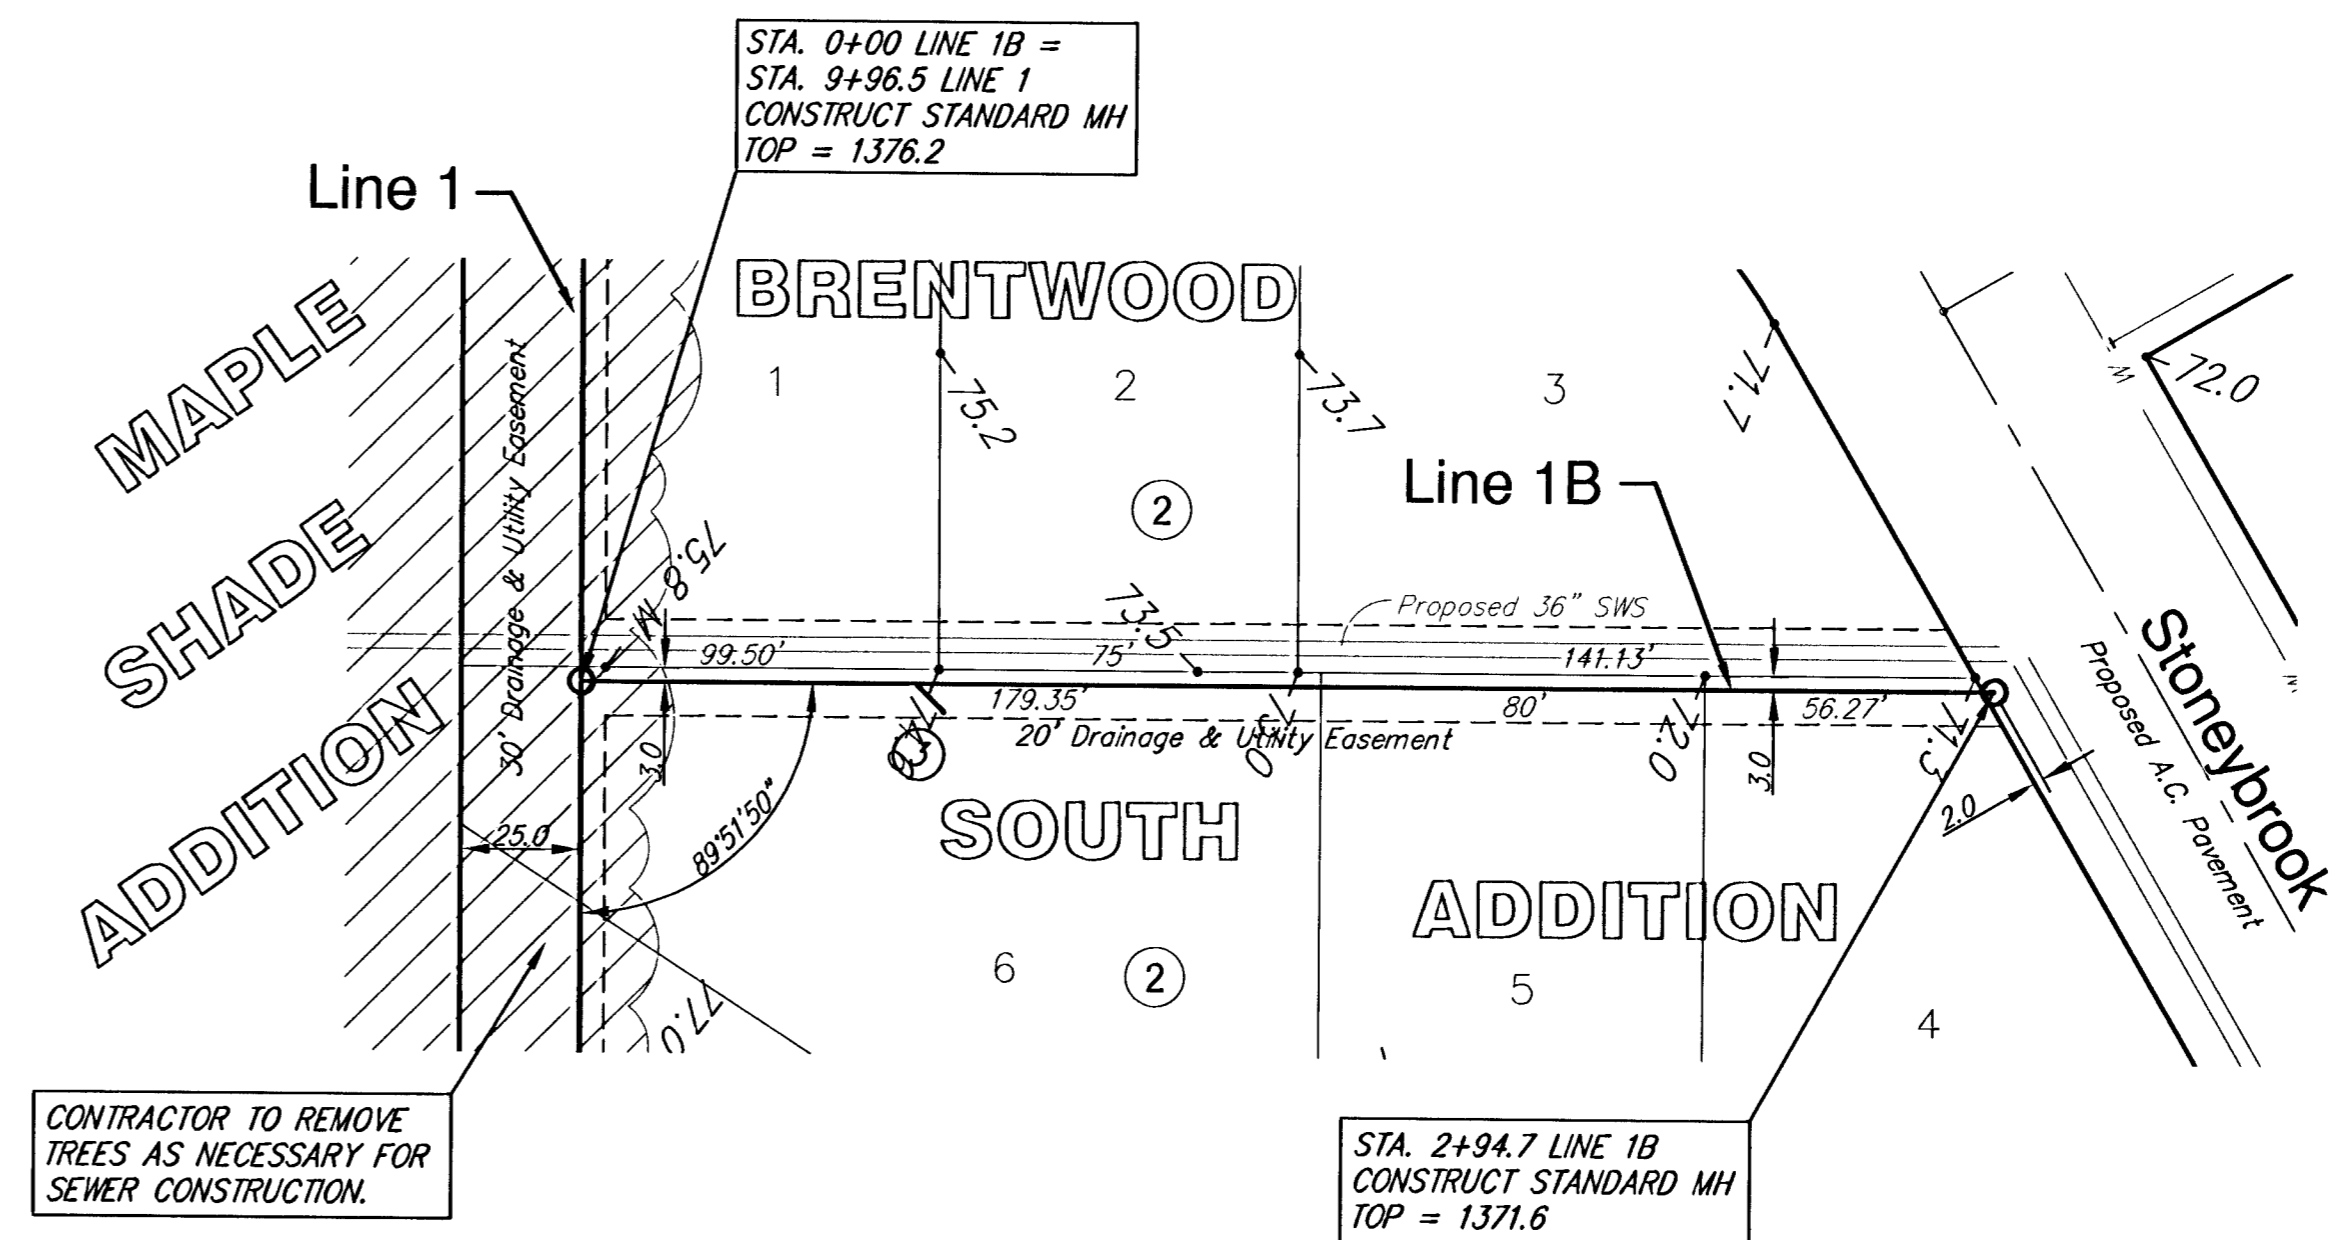 STA. 0+00 LINE 1B =
STA. 9+96.5 LINE 1
CONSTRUCT STANDARD MH
TOP = 1376.2
Line 1
MAPLE
SHADE
ADDITION
30' Drainage & Utility Easement
BRENTWOOD
1
2
3
75.2
73.7
71.7
72.0
W
2
Line 1B
75.8
M
73.5
Proposed 36" SWS
99.50'
75'
141.13'
179.35'
80'
56.27'
20' Drainage & Utility Easement
3.0
72.0
3.0
71.3
2.0
Stoneybrook
Proposed A.C. Pavement
25.0
89°51'50"
SOUTH
ADDITION
6
2
5
4
77.0
CONTRACTOR TO REMOVE
TREES AS NECESSARY FOR
SEWER CONSTRUCTION.
STA. 2+94.7 LINE 1B
CONSTRUCT STANDARD MH
TOP = 1371.6